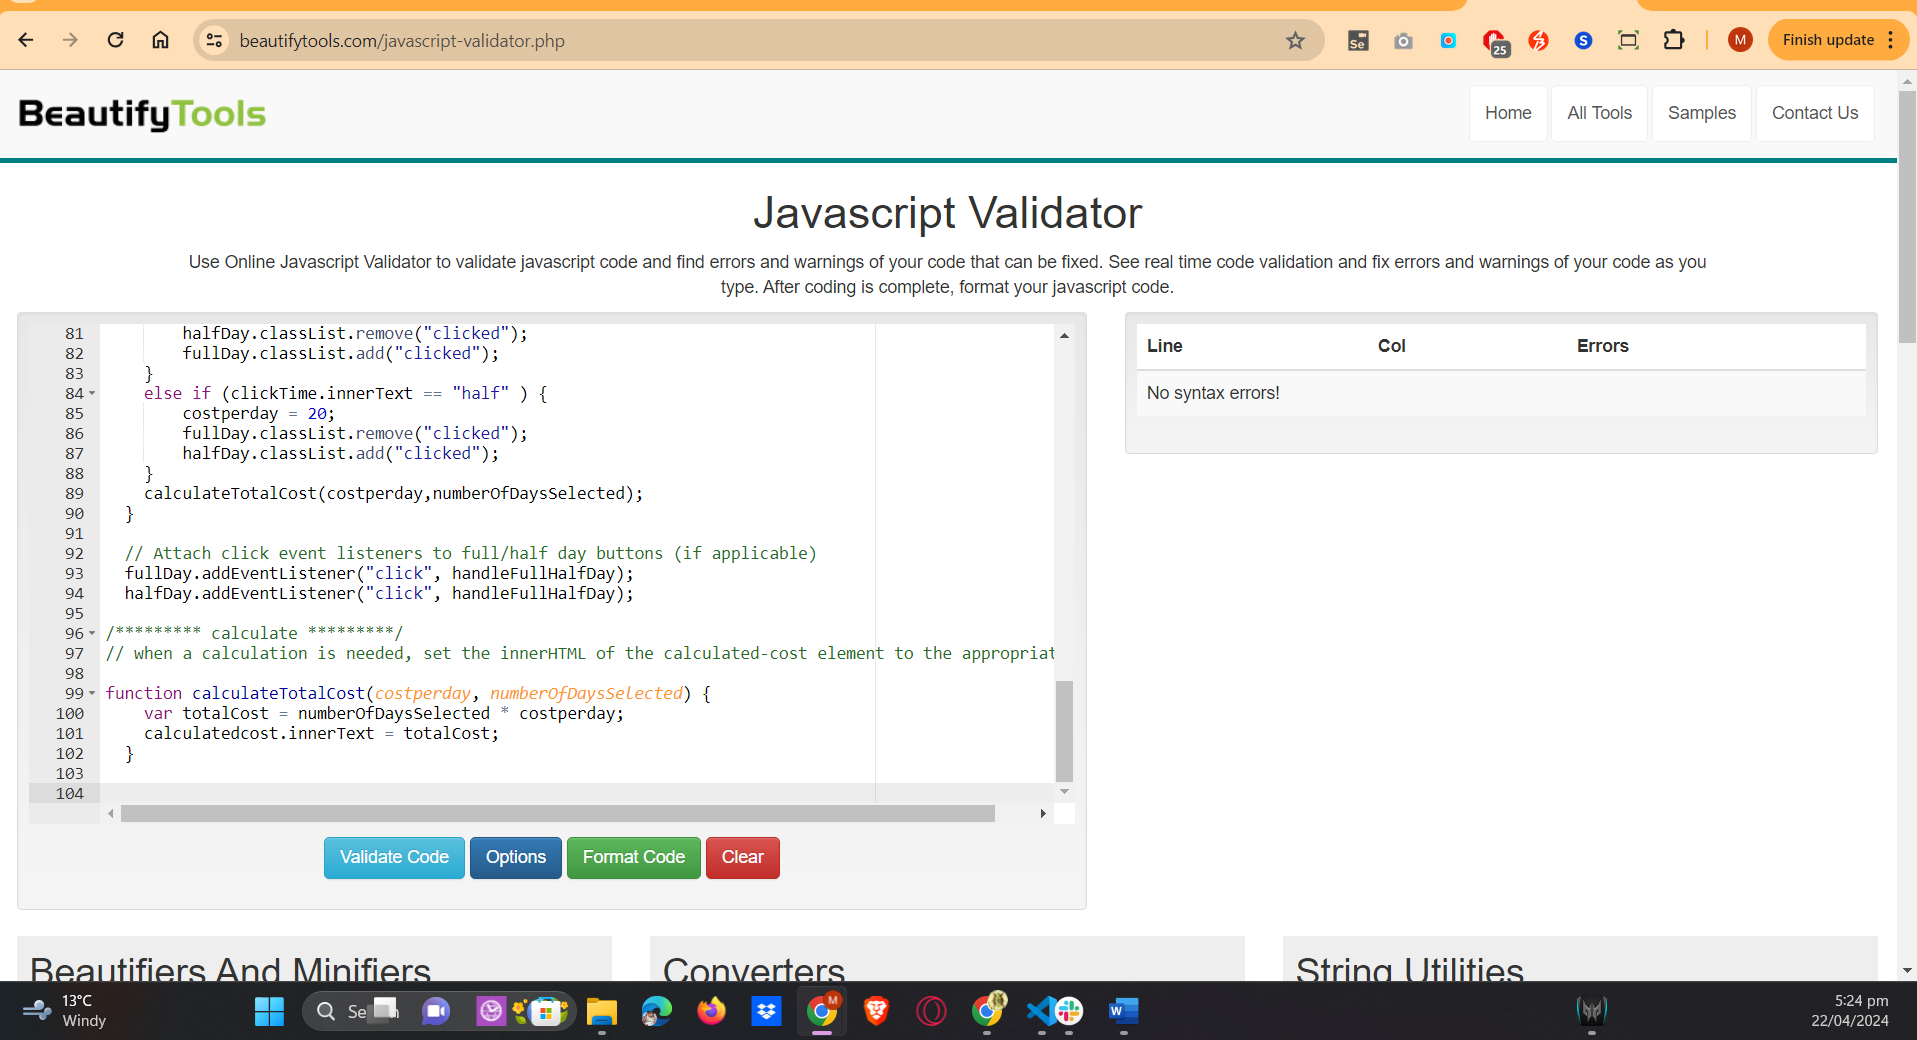 beautifytools.com/javascript-validator.php
Se
25
S
M
Finish update
BeautifyTools
Home
All Tools
Samples
Contact Us
Javascript Validator
Use Online Javascript Validator to validate javascript code and find errors and warnings of your code that can be fixed. See real time code validation and fix errors and warnings of your code as you
type. After coding is complete, format your javascript code.
81 halfDay.classList.remove("clicked");
82 fullDay.classList.add("clicked");
83 }
84 else if (clickTime.innerText == "half" ) {
85 costperday = 20;
86 fullDay.classList.remove("clicked");
87 halfDay.classList.add("clicked");
88 }
89 calculateTotalCost(costperday,numberOfDaysSelected);
90 }
91
92 // Attach click event listeners to full/half day buttons (if applicable)
93 fullDay.addEventListener("click", handleFullHalfDay);
94 halfDay.addEventListener("click", handleFullHalfDay);
95
96 /********* calculate *********/
97 // when a calculation is needed, set the innerHTML of the calculated-cost element to the appropriat
98
99 function calculateTotalCost(costperday, numberOfDaysSelected) {
100 var totalCost = numberOfDaysSelected * costperday;
101 calculatedcost.innerText = totalCost;
102 }
103
104
Line Col Errors
No syntax errors!
Validate Code
Options
Format Code
Clear
Beautifiers And Minifiers
Converters
String Utilities
13°C
Windy
Se h
M
W
5:24 pm
22/04/2024